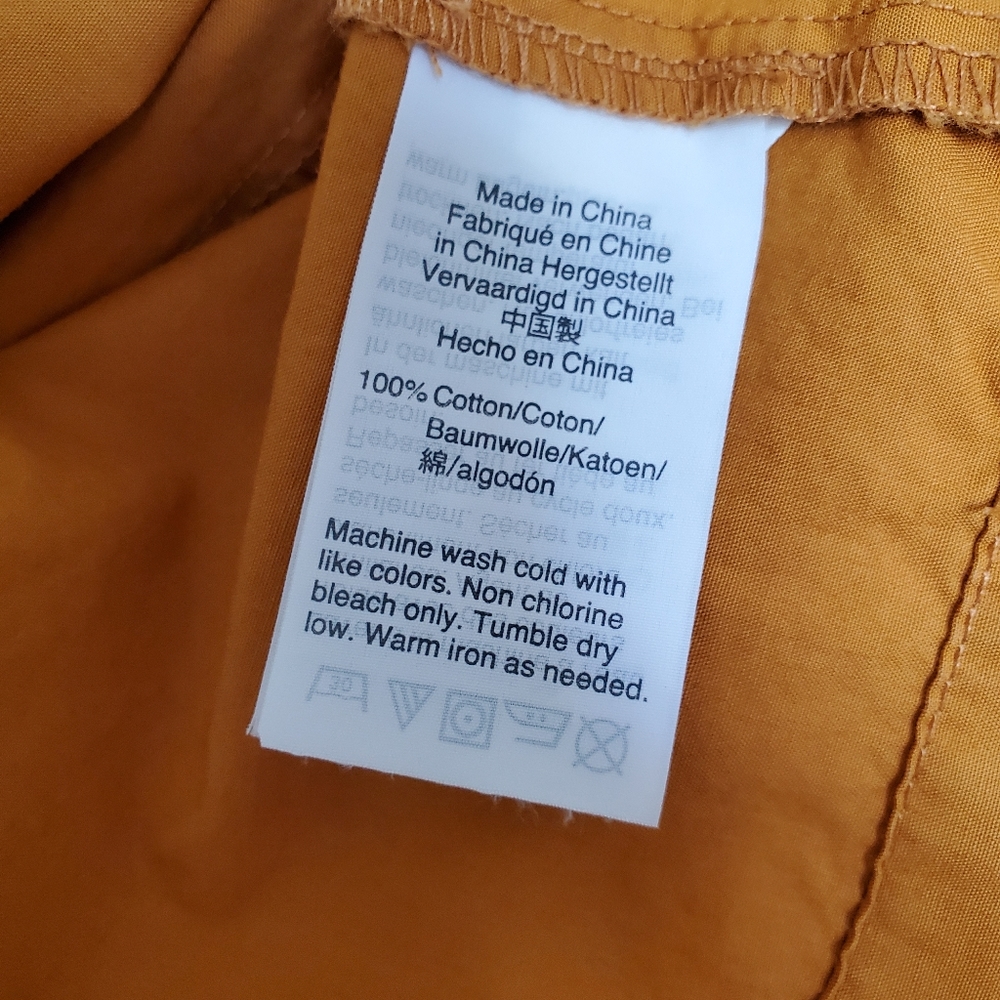 Made in China
Fabriqué en Chine
in China Hergestellt
Vervaardigd in China
中国製
Hecho en China
100% Cotton/Coton/
Baumwolle/Katoen/
綿/algodón
Machine wash cold with
like colors. Non chlorine
bleach only. Tumble dry
low. Warm iron as needed.
30